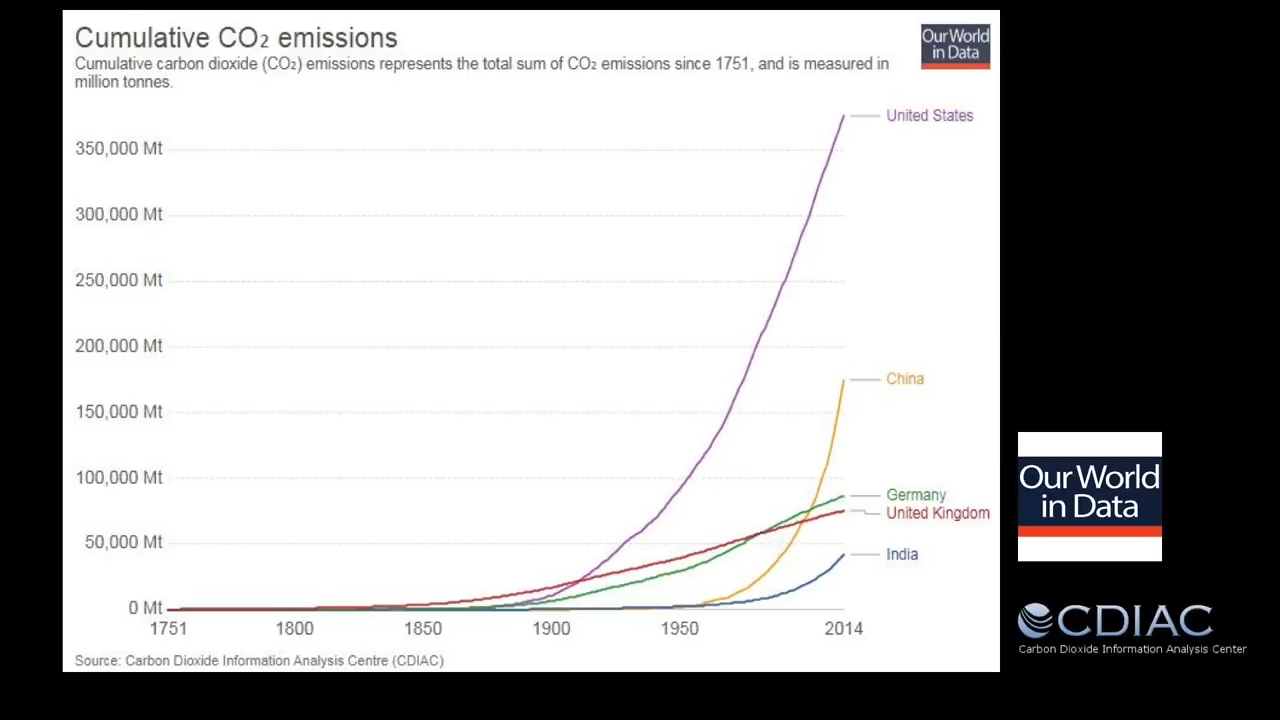 Cumulative CO₂ emissions
Cumulative carbon dioxide (CO₂) emissions represents the total sum of CO₂ emissions since 1751, and is measured in
million tonnes.
Our World
in Data
United States
350,000 Mt
300,000 Mt
250,000 Mt
200,000 Mt
China
150,000 Mt
100,000 Mt
Germany
United Kingdom
50,000 Mt
India
0 Mt
1751
1800
1850
1900
1950
2014
Source: Carbon Dioxide Information Analysis Centre (CDIAC)
Our World
in Data
CDIAC
Carbon Dioxide Information Analysis Center